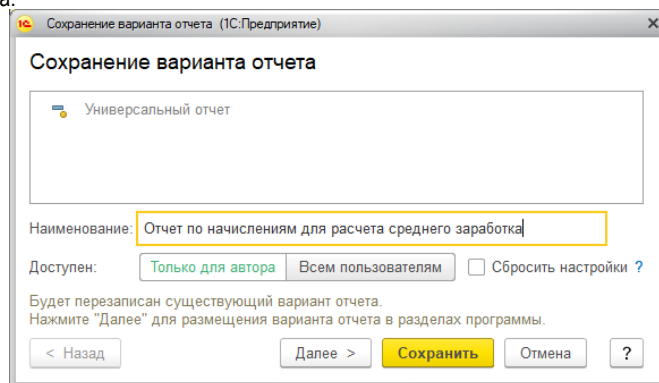 а.
1С Сохранение варианта отчета (1С:Предприятие) ×
Сохранение варианта отчета
Универсальный отчет
Наименование: Отчет по начислениям для расчета среднего заработка
Доступен: Только для автора Всем пользователям Сбросить настройки ?
Будет перезаписан существующий вариант отчета.
Нажмите "Далее" для размещения варианта отчета в разделах программы.
< Назад Далее > Сохранить Отмена ?